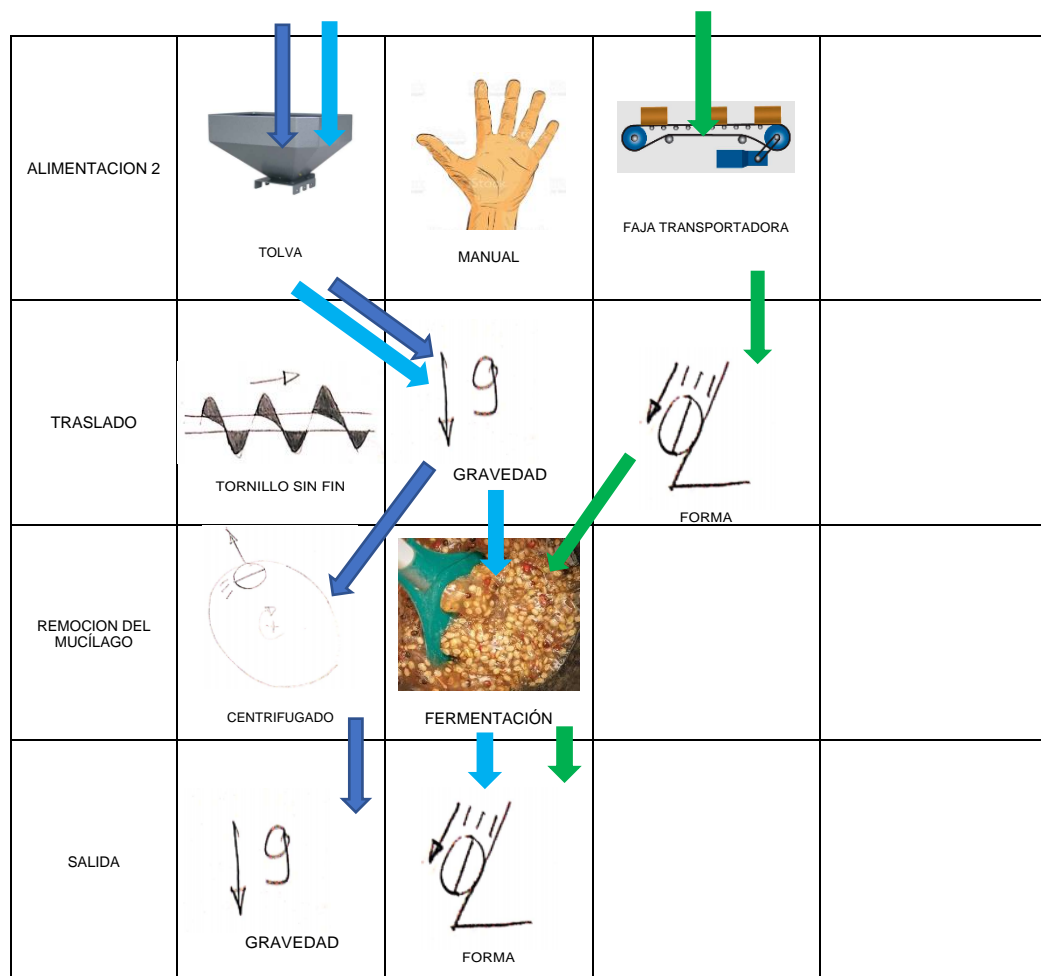 ALIMENTACION 2
TOLVA
MANUAL
FAJA TRANSPORTADORA
TRASLADO
TORNILLO SIN FIN
g
GRAVEDAD
FORMA
REMOCION DEL
MUCÍLAGO
CENTRIFUGADO
FERMENTACIÓN
SALIDA
g
GRAVEDAD
FORMA